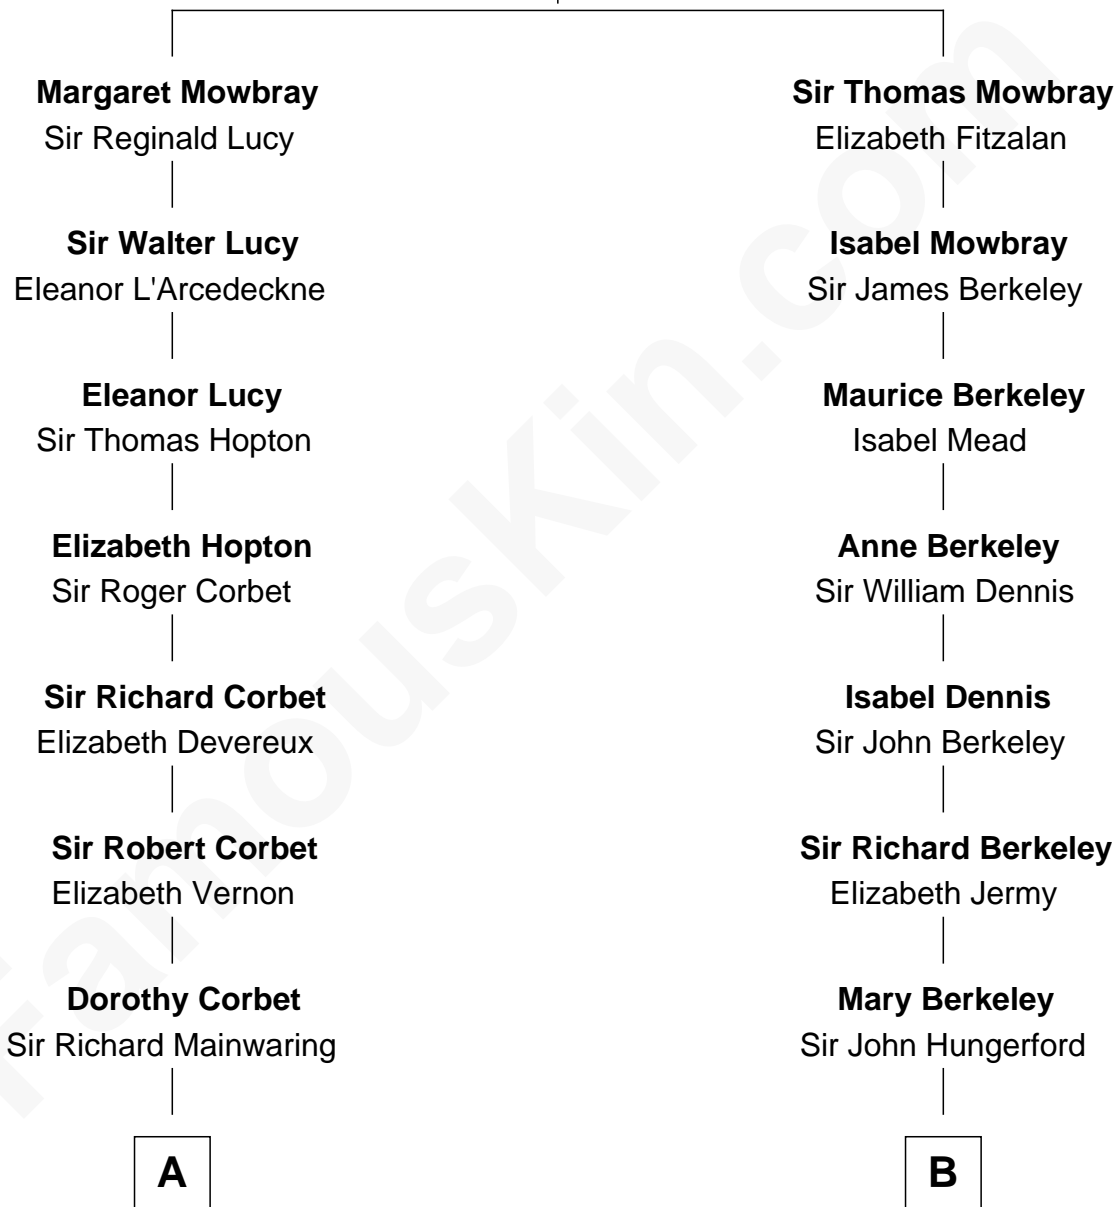 Margaret Mowbray
Sir Reginald Lucy
Sir Walter Lucy
Eleanor L'Arcedeckne
Eleanor Lucy
Sir Thomas Hopton
Elizabeth Hopton
Sir Roger Corbet
Sir Richard Corbet
Elizabeth Devereux
Sir Robert Corbet
Elizabeth Vernon
Dorothy Corbet
Sir Richard Mainwaring
A
Sir Thomas Mowbray
Elizabeth Fitzalan
Isabel Mowbray
Sir James Berkeley
Maurice Berkeley
Isabel Mead
Anne Berkeley
Sir William Dennis
Isabel Dennis
Sir John Berkeley
Sir Richard Berkeley
Elizabeth Jermy
Mary Berkeley
Sir John Hungerford
B
FamousKin.com